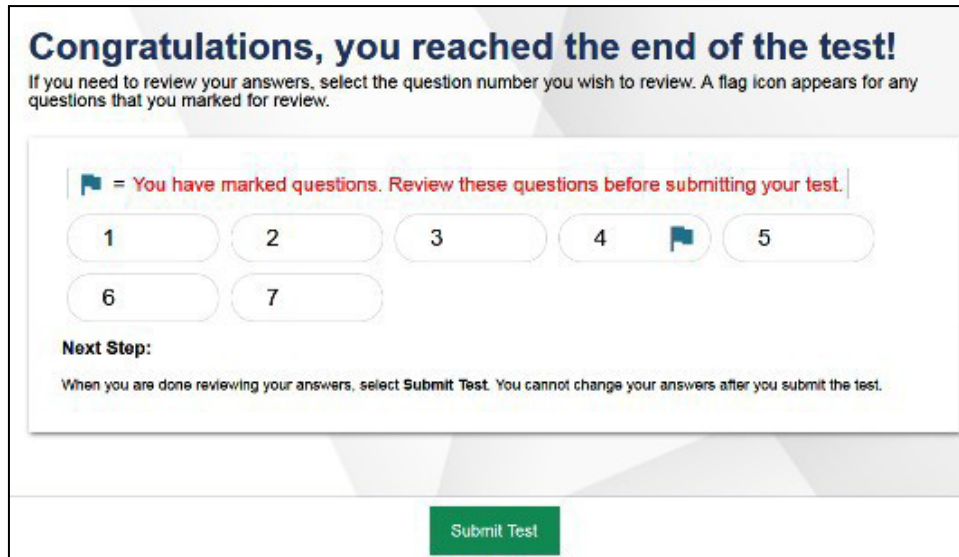 Congratulations, you reached the end of the test!
If you need to review your answers, select the question number you wish to review. A flag icon appears for any
questions that you marked for review.
= You have marked questions. Review these questions before submitting your test.
1 2 3 4 5
6 7
Next Step:
When you are done reviewing your answers, select Submit Test. You cannot change your answers after you submit the test.
Submit Test